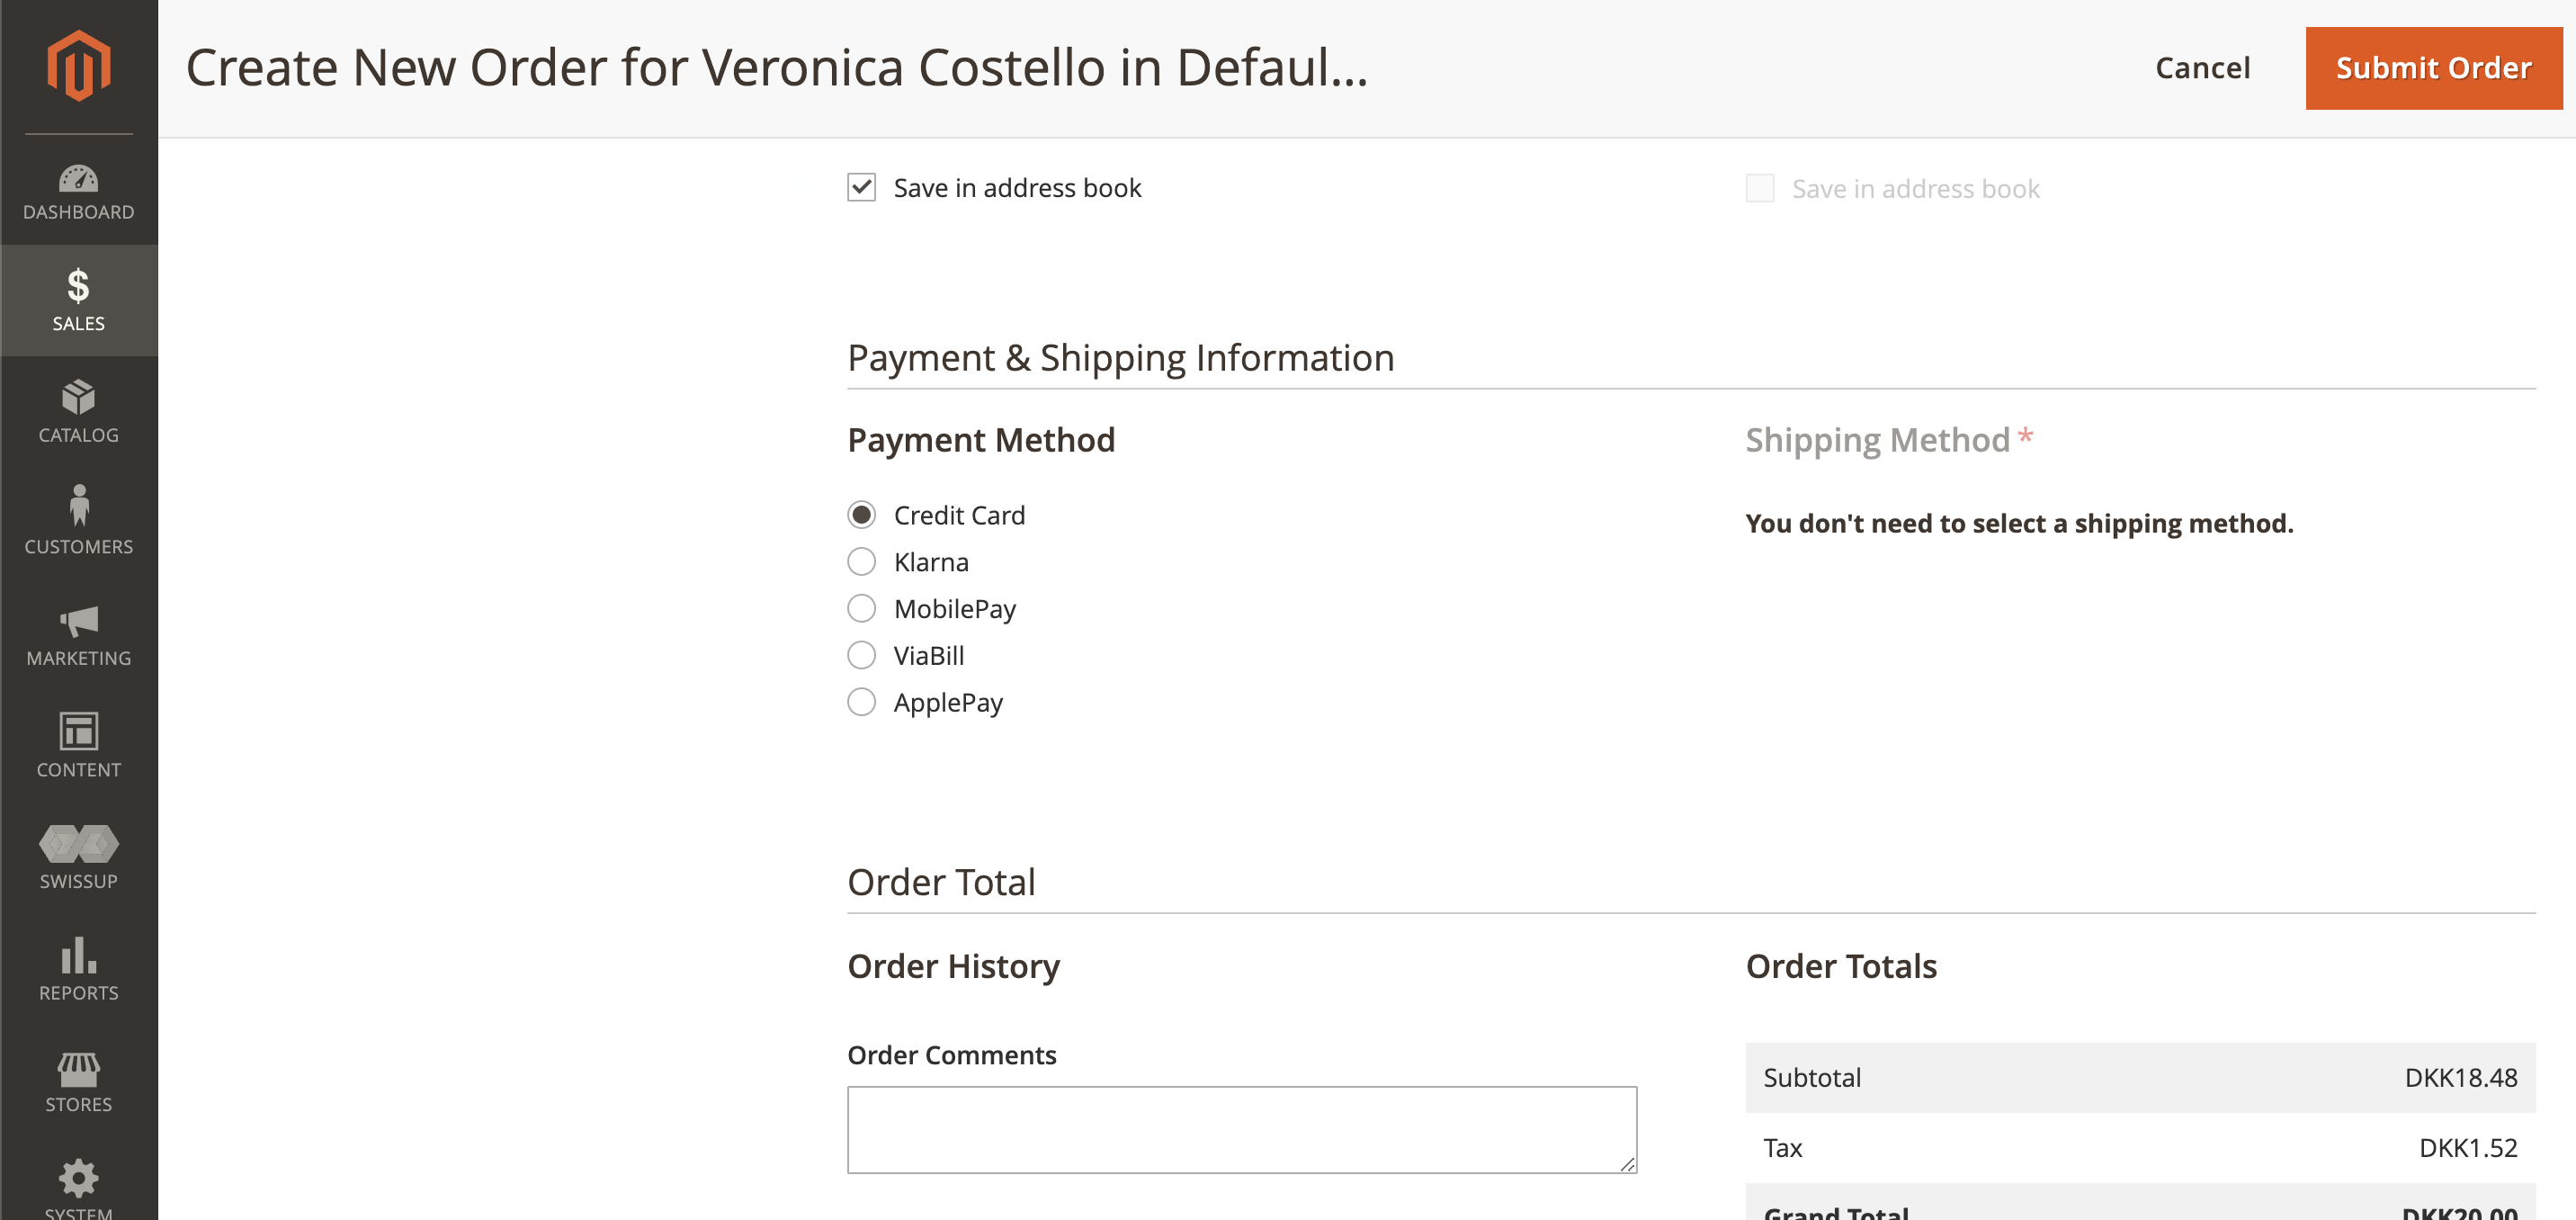 Create New Order for Veronica Costello in Defaul...
Cancel
Submit Order
DASHBOARD
SALES
CATALOG
CUSTOMERS
MARKETING
CONTENT
SWISSUP
REPORTS
STORES
SYSTEM
Save in address book
Save in address book
Payment & Shipping Information
Payment Method
Credit Card
Klarna
MobilePay
ViaBill
ApplePay
Shipping Method *
You don't need to select a shipping method.
Order Total
Order History
Order Comments
Order Totals
Subtotal DKK18.48
Tax DKK1.52
Grand Total DKK20.00